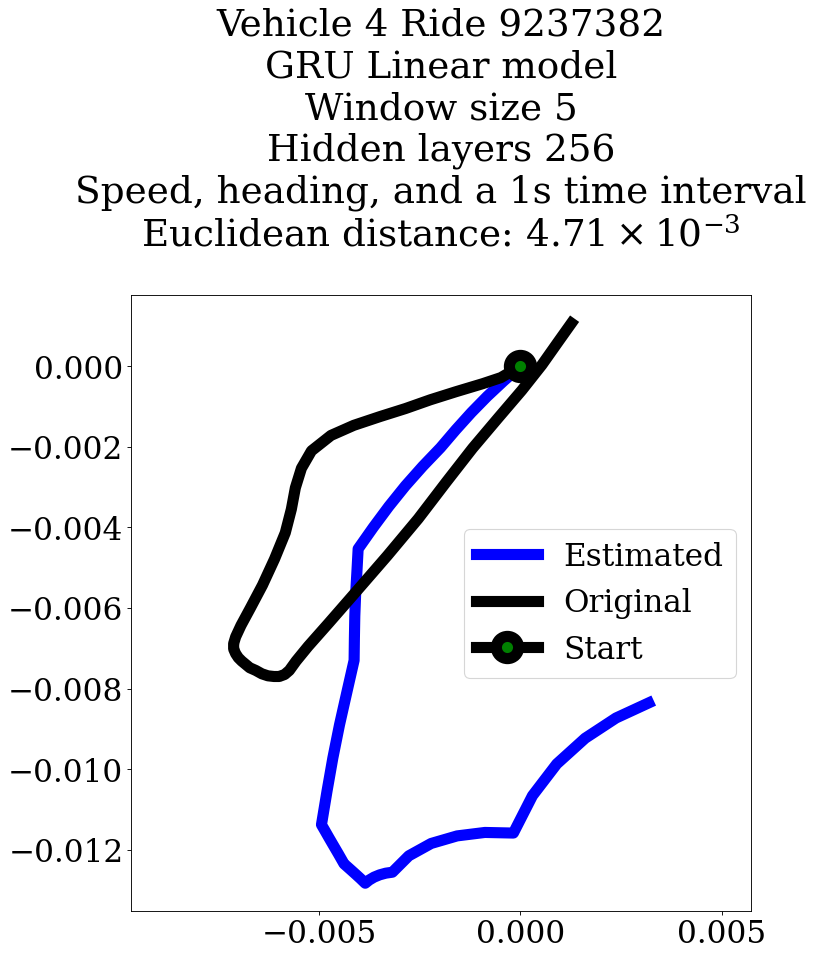 Vehicle 4 Ride 9237382
GRU Linear model
Window size 5
Hidden layers 256
Speed, heading, and a 1s time interval
Euclidean distance: 4.71 × 10⁻³
0.000
−0.002
−0.004
−0.006
−0.008
−0.010
−0.012
Estimated
Original
Start
−0.005
0.000
0.005